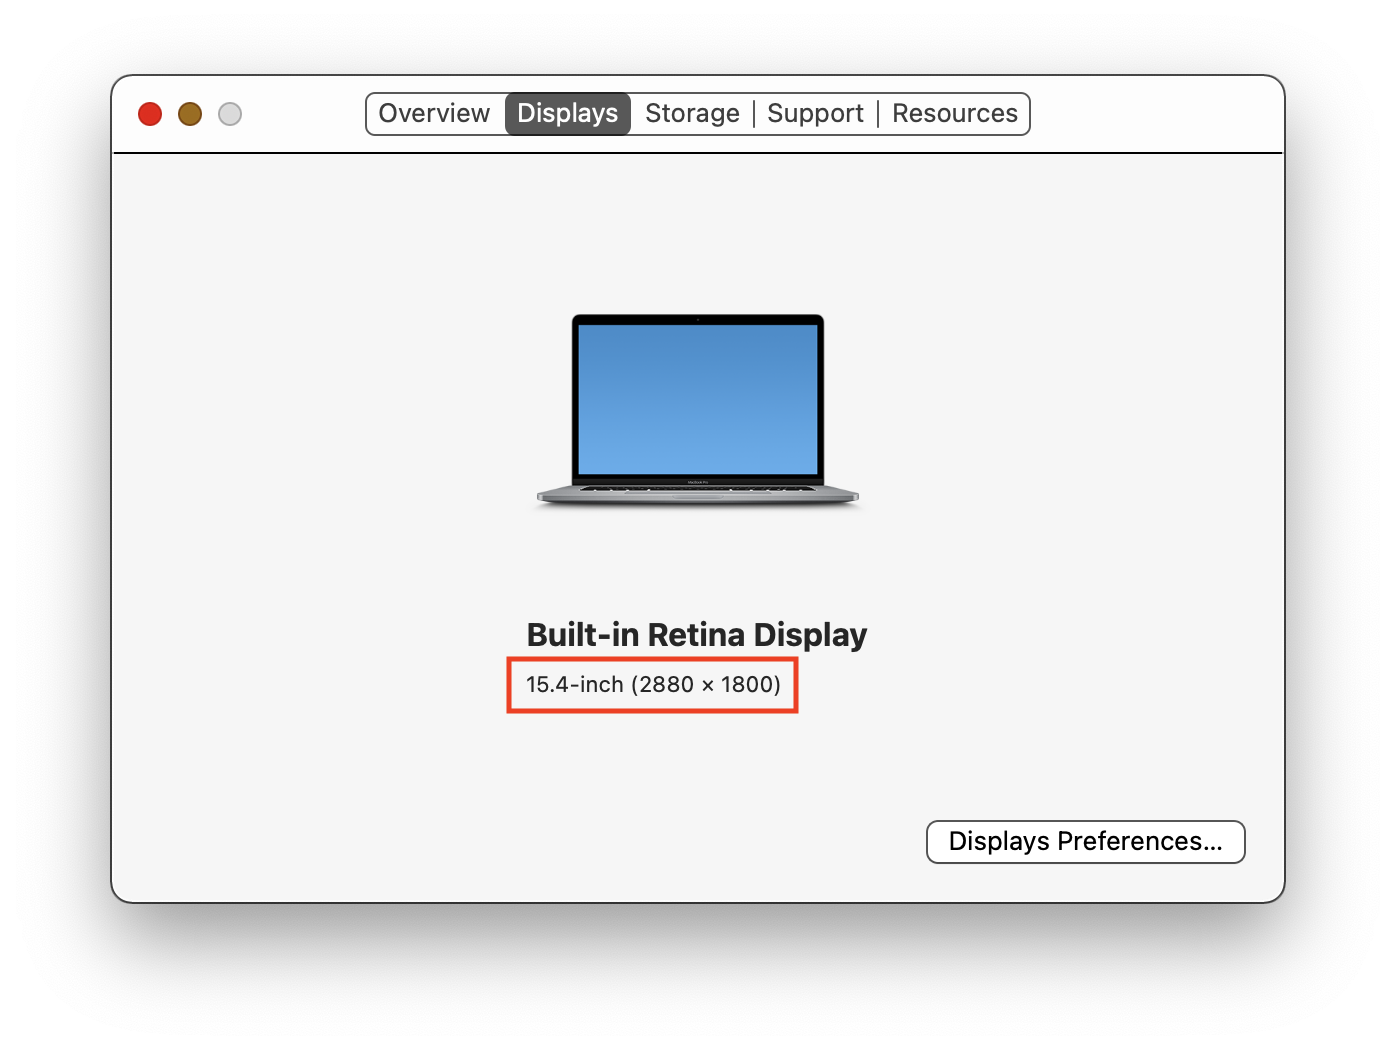 Overview Displays Storage Support Resources
Built-in Retina Display
15.4-inch (2880 × 1800)
Displays Preferences...